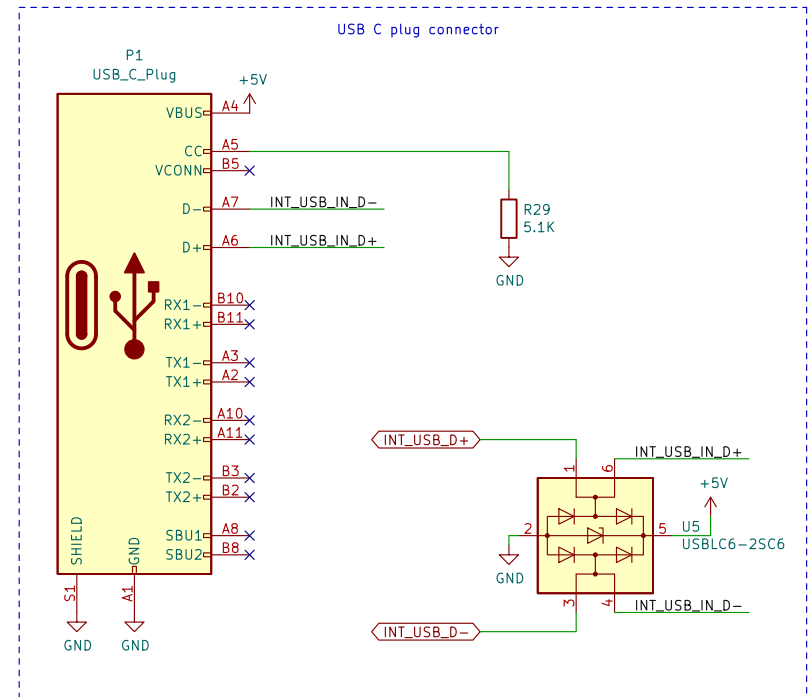 USB C plug connector
P1
USB_C_Plug
+5V
VBUS A4
CC A5
VCONN B5
D- A7 INT_USB_IN_D-
D+ A6 INT_USB_IN_D+
R29
5.1K
GND
RX1- B10
RX1+ B11
TX1- A3
TX1+ A2
RX2- A10
RX2+ A11
TX2- B3
TX2+ B2
SBU1 A8
SBU2 B8
SHIELD
GND
S1
A1
GND
GND
INT_USB_D+
1
6
INT_USB_IN_D+
+5V
2
5
U5
USBLC6-2SC6
GND
3
4
INT_USB_IN_D-
INT_USB_D-